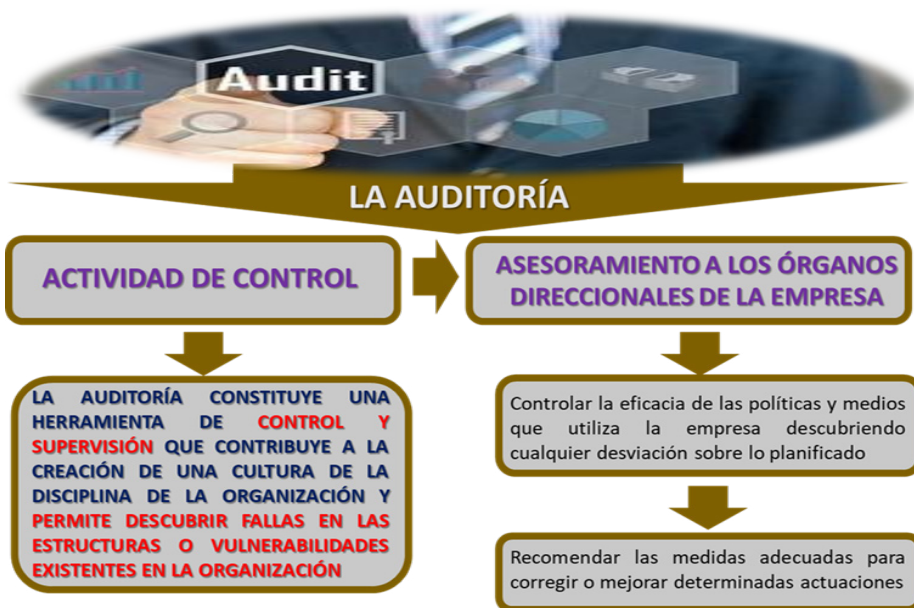 Audit
LA AUDITORÍA
ACTIVIDAD DE CONTROL
ASESORAMIENTO A LOS ÓRGANOS
DIRECCIONALES DE LA EMPRESA
LA AUDITORÍA CONSTITUYE UNA
HERRAMIENTA DE CONTROL Y
SUPERVISIÓN QUE CONTRIBUYE A LA
CREACIÓN DE UNA CULTURA DE LA
DISCIPLINA DE LA ORGANIZACIÓN Y
PERMITE DESCUBRIR FALLAS EN LAS
ESTRUCTURAS O VULNERABILIDADES
EXISTENTES EN LA ORGANIZACIÓN
Controlar la eficacia de las políticas y medios
que utiliza la empresa descubriendo
cualquier desviación sobre lo planificado
Recomendar las medidas adecuadas para
corregir o mejorar determinadas actuaciones